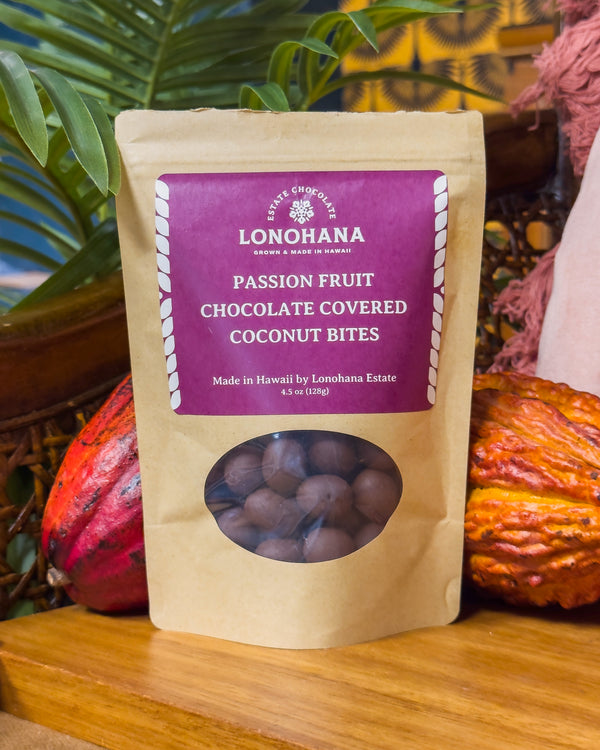 ESTATE CHOCOLATE
LONOHANA
GROWN & MADE IN HAWAII
PASSION FRUIT
CHOCOLATE COVERED
COCONUT BITES
Made in Hawaii by Lonohana Estate
4.5 oz (128g)